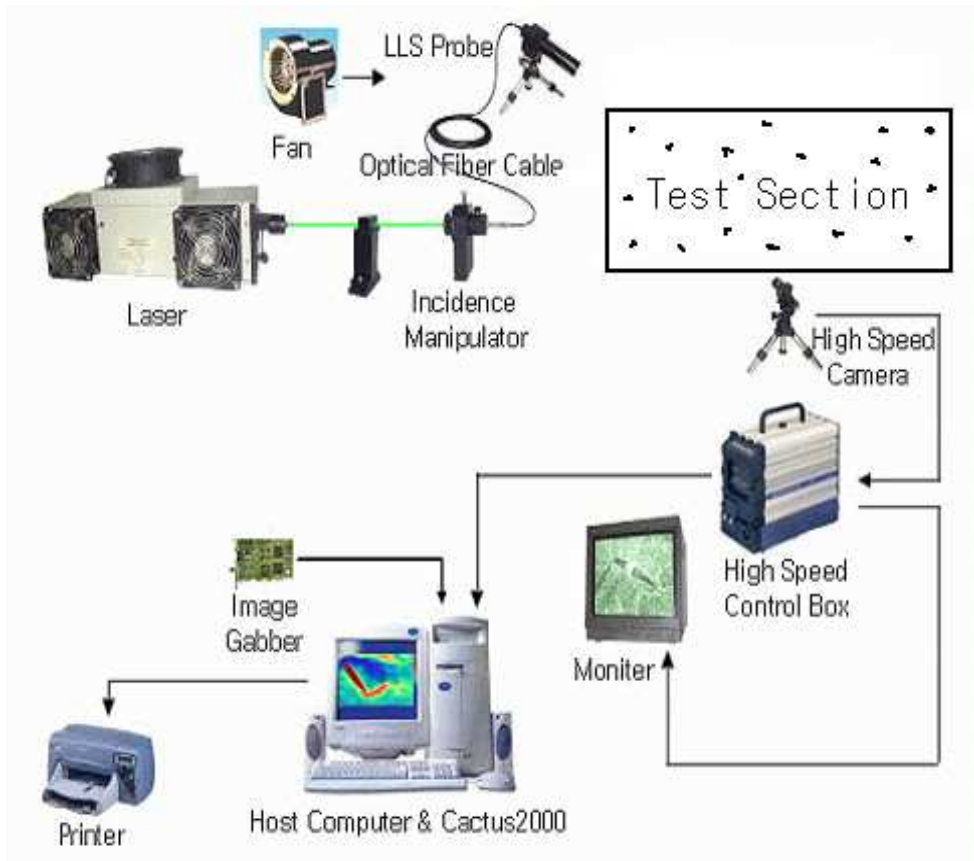 LLS Probe
Fan
Optical Fiber Cable
Test Section
Laser
Incidence
Manipulator
High Speed
Camera
High Speed
Control Box
Image
Gabber
Moniter
Printer
Host Computer & Cactus2000